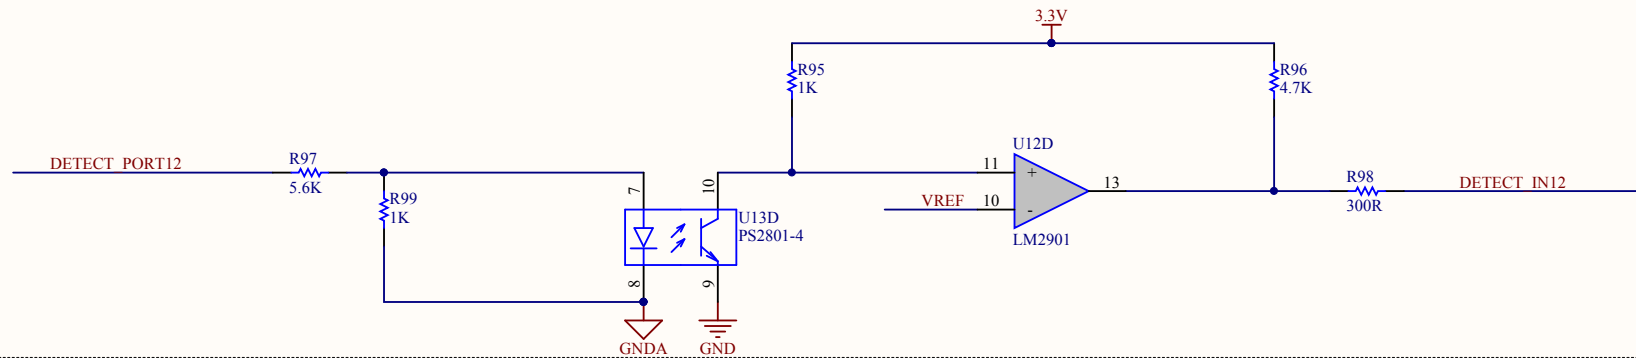 3.3V
R95
1K
R96
4.7K
U12D
DETECT_PORT12
R97
5.6K
R99
1K
7
10
11
+
13
VREF
10
-
LM2901
R98
300R
DETECT_IN12
U13D
PS2801-4
8
9
GNDA
GND